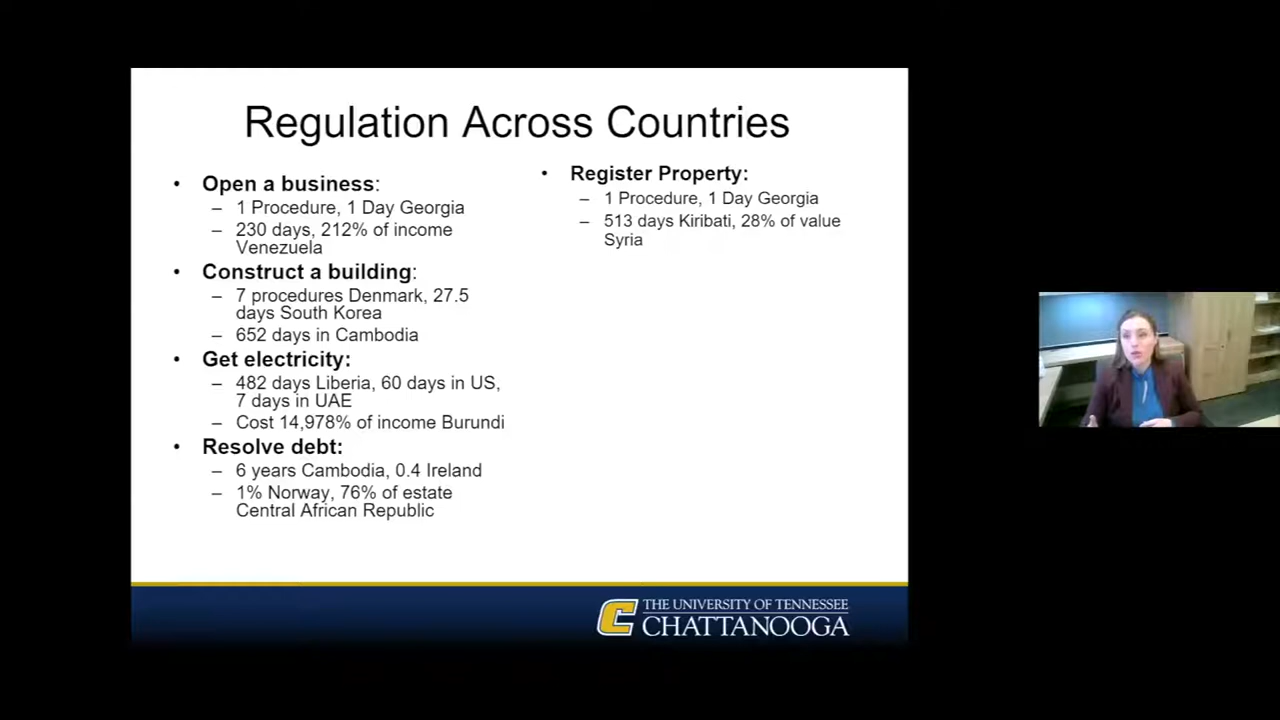 Regulation Across Countries
• Open a business:
– 1 Procedure, 1 Day Georgia
– 230 days, 212% of income
Venezuela
• Construct a building:
– 7 procedures Denmark, 27.5
days South Korea
– 652 days in Cambodia
• Get electricity:
– 482 days Liberia, 60 days in US,
7 days in UAE
– Cost 14,978% of income Burundi
• Resolve debt:
– 6 years Cambodia, 0.4 Ireland
– 1% Norway, 76% of estate
Central African Republic
• Register Property:
– 1 Procedure, 1 Day Georgia
– 513 days Kiribati, 28% of value
Syria
C THE UNIVERSITY OF TENNESSEE
CHATTANOOGA